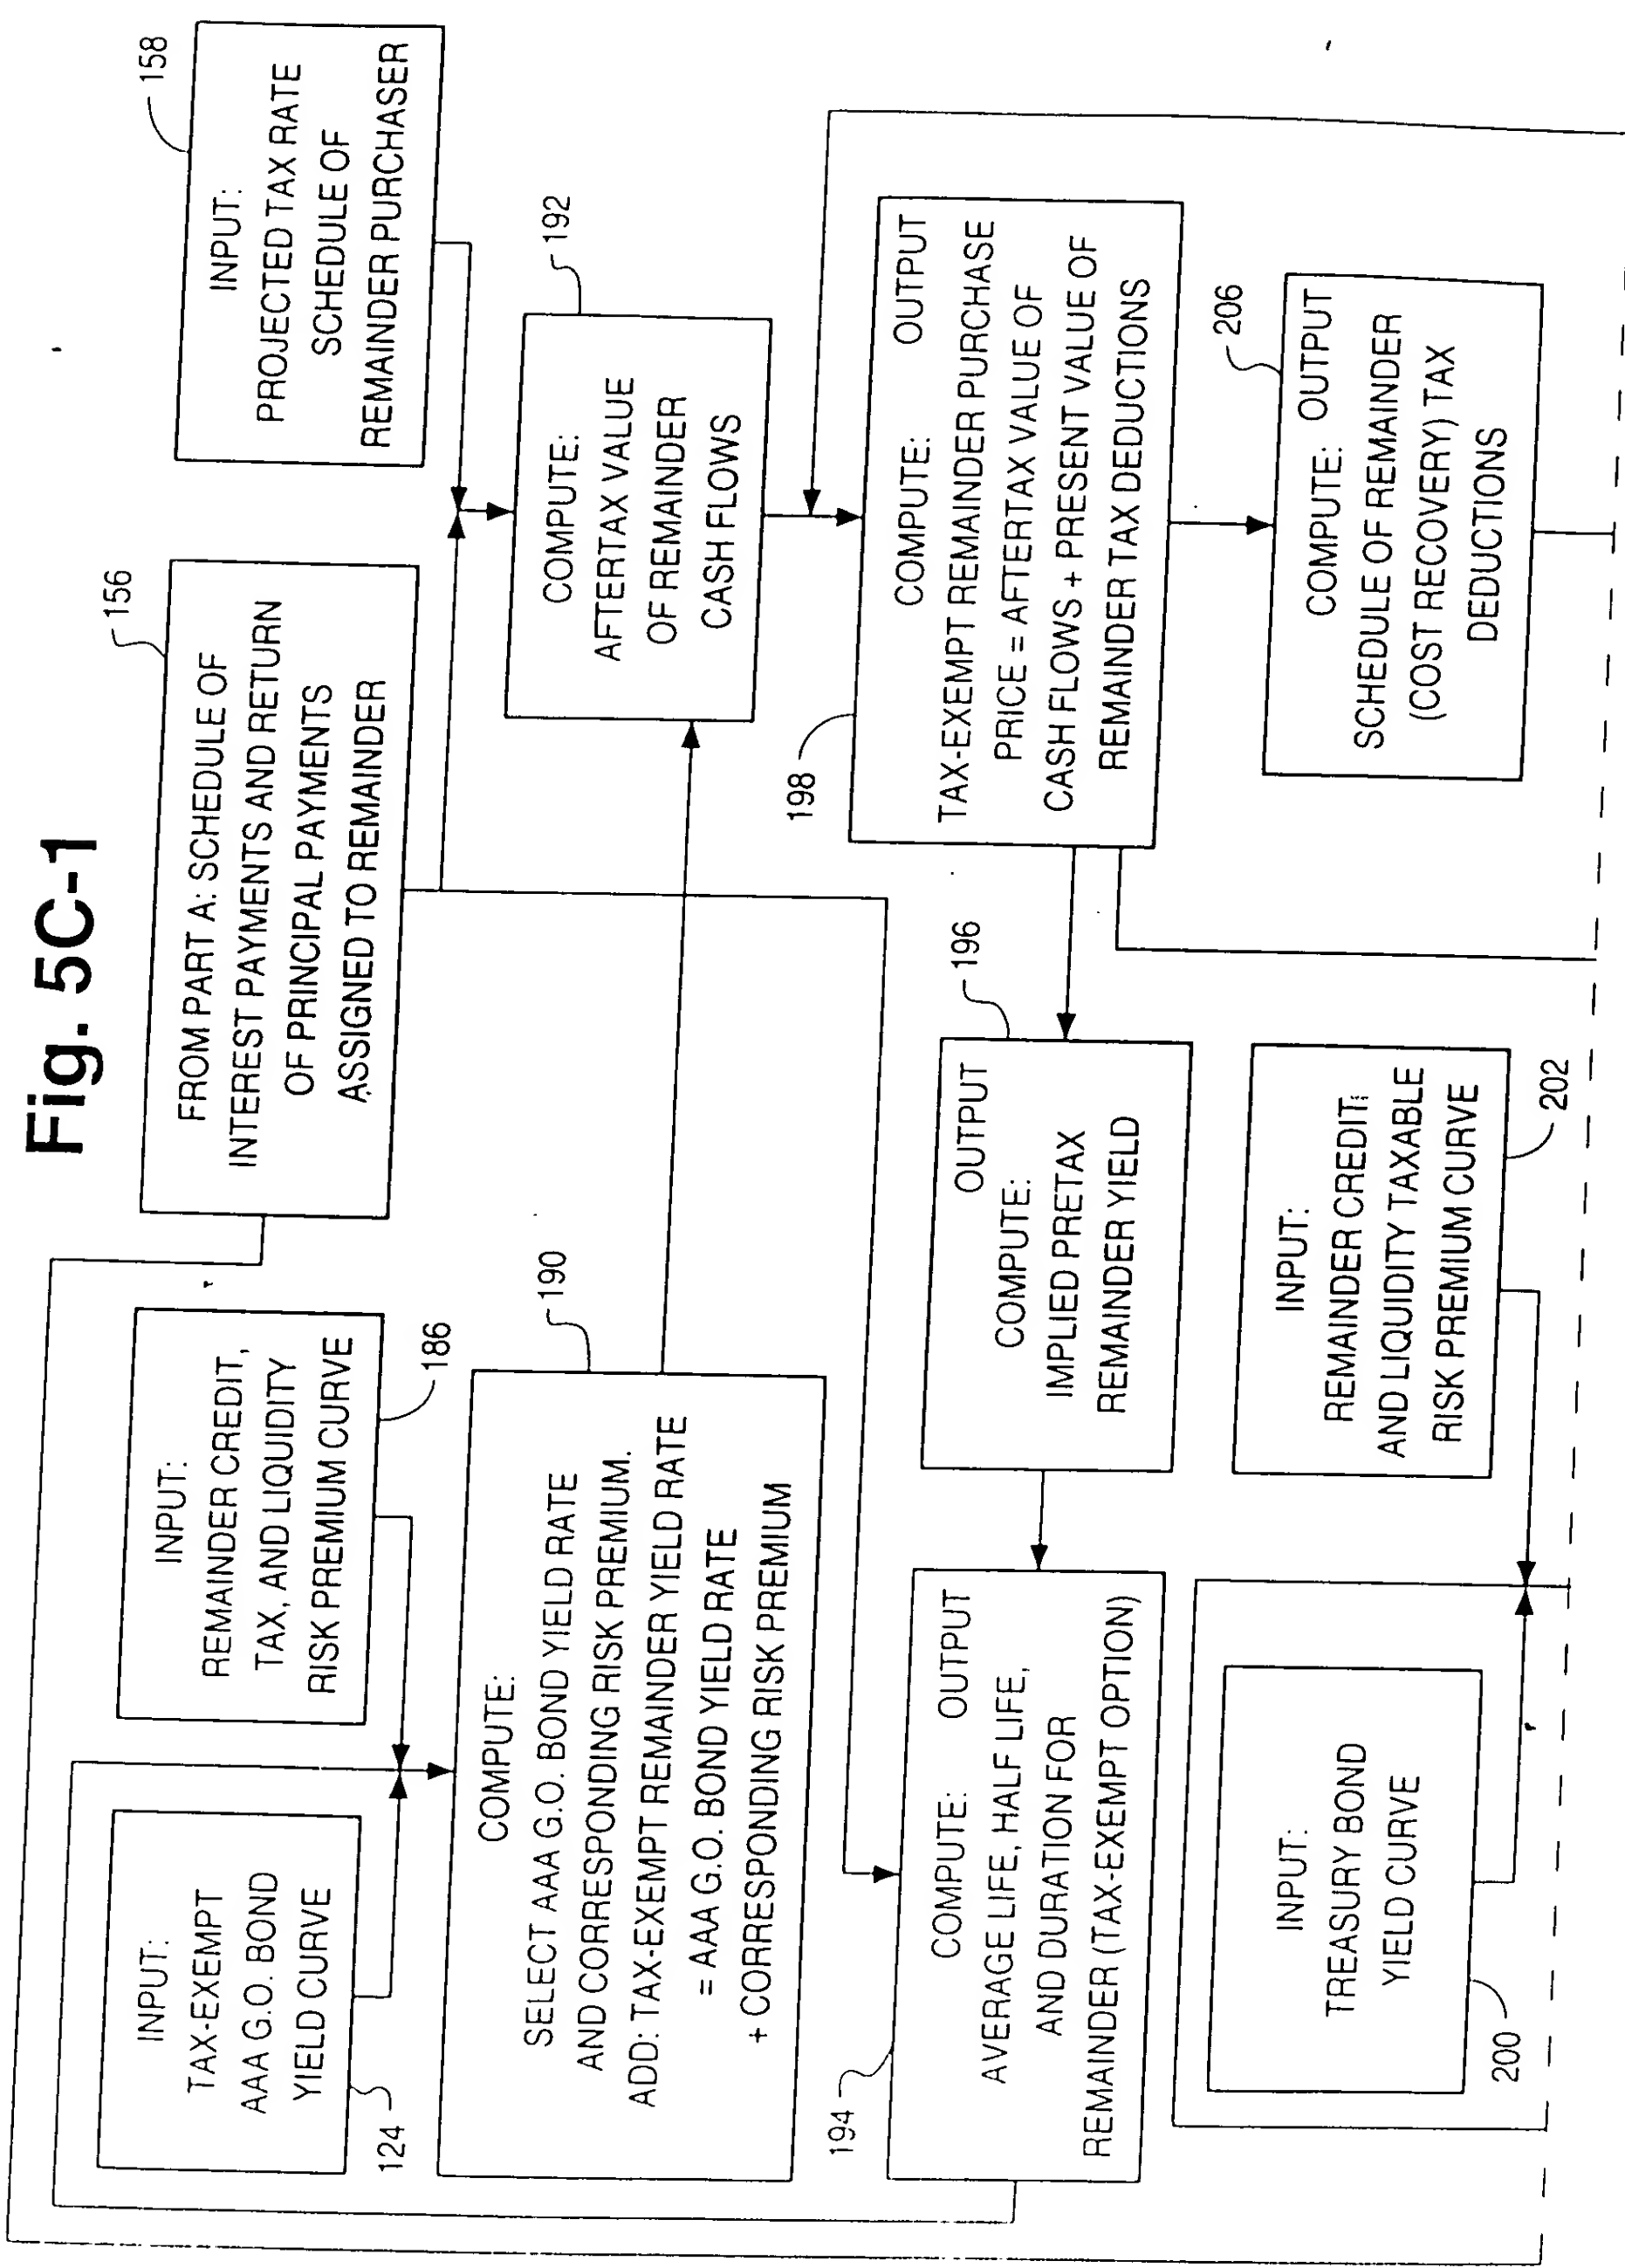 Fig. 5C-1
INPUT:
TAX-EXEMPT
AAA G.O. BOND
YIELD CURVE
124
INPUT:
REMAINDER CREDIT,
TAX, AND LIQUIDITY
RISK PREMIUM CURVE
186
FROM PART A: SCHEDULE OF
INTEREST PAYMENTS AND RETURN
OF PRINCIPAL PAYMENTS
ASSIGNED TO REMAINDER
156
INPUT:
PROJECTED TAX RATE
SCHEDULE OF
REMAINDER PURCHASER
158
COMPUTE:
SELECT AAA G.O. BOND YIELD RATE
AND CORRESPONDING RISK PREMIUM.
ADD: TAX-EXEMPT REMAINDER YIELD RATE
= AAA G.O. BOND YIELD RATE
+ CORRESPONDING RISK PREMIUM
190
COMPUTE:
AFTERTAX VALUE
OF REMAINDER
CASH FLOWS
192
COMPUTE: OUTPUT
AVERAGE LIFE, HALF LIFE,
AND DURATION FOR
REMAINDER (TAX-EXEMPT OPTION)
194
OUTPUT
COMPUTE:
IMPLIED PRETAX
REMAINDER YIELD
196
COMPUTE: OUTPUT
TAX-EXEMPT REMAINDER PURCHASE
PRICE = AFTERTAX VALUE OF
CASH FLOWS + PRESENT VALUE OF
REMAINDER TAX DEDUCTIONS
198
INPUT:
TREASURY BOND
YIELD CURVE
200
INPUT:
REMAINDER CREDIT
AND LIQUIDITY TAXABLE
RISK PREMIUM CURVE
202
COMPUTE: OUTPUT
SCHEDULE OF REMAINDER
(COST RECOVERY) TAX
DEDUCTIONS
206